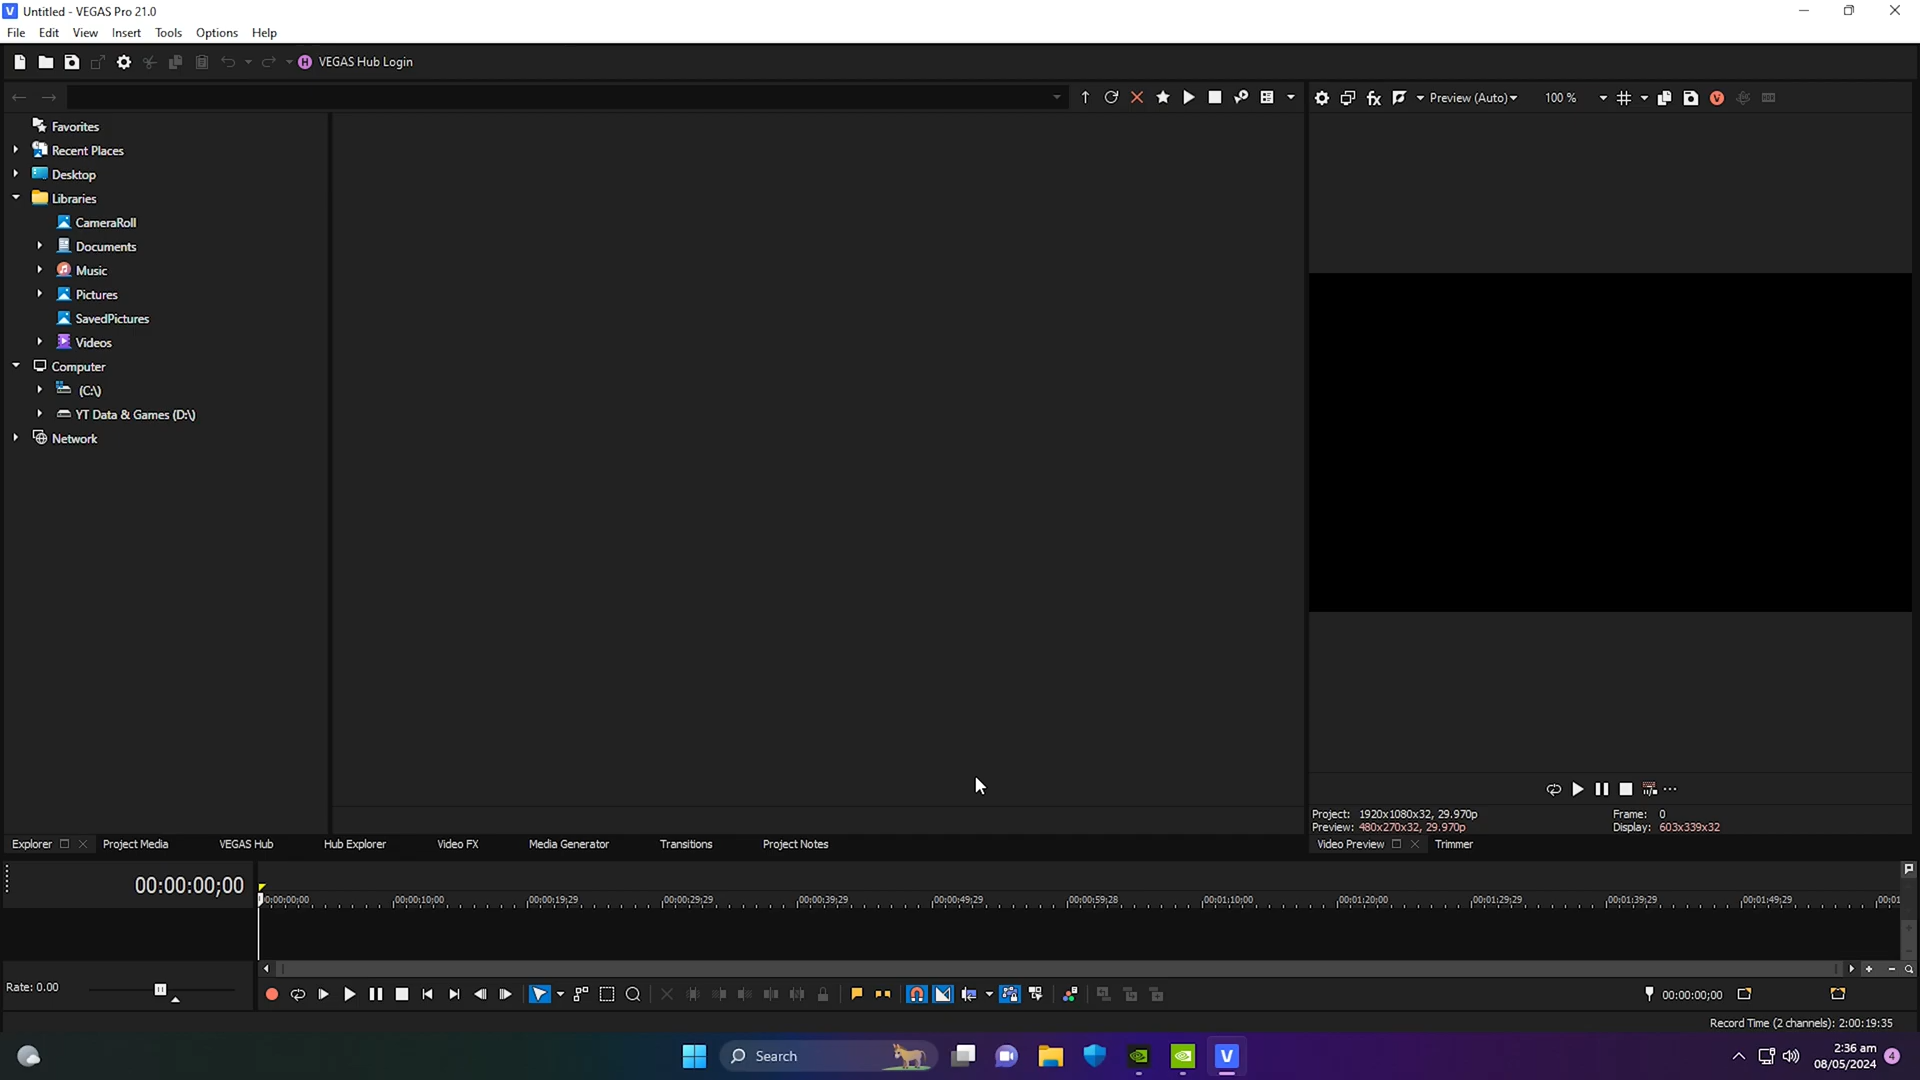 Untitled - VEGAS Pro 21.0
File Edit View Insert Tools Options Help
VEGAS Hub Login
Preview (Auto) 100 %
Favorites
Recent Places
Desktop
Libraries
CameraRoll
Documents
Music
Pictures
SavedPictures
Videos
Computer
(C:\)
YT Data & Games (D:\)
Network
Project: 1920x1080x32, 29.970p Frame: 0
Preview: 480x270x32, 29.970p Display: 603x339x32
Explorer Project Media VEGAS Hub Hub Explorer Video FX Media Generator Transitions Project Notes Video Preview Trimmer
00:00:00;00
00:00:10;00 00:00:19;29 00:00:29;29 00:00:39;29 00:00:49;29 00:00:59;28 00:01:10;00 00:01:20;00 00:01:29;29 00:01:39;29 00:01:49;29
Rate: 0.00
00:00:00;00
Record Time (2 channels): 2:00:19:35
Search
2:36 am
08/05/2024
4